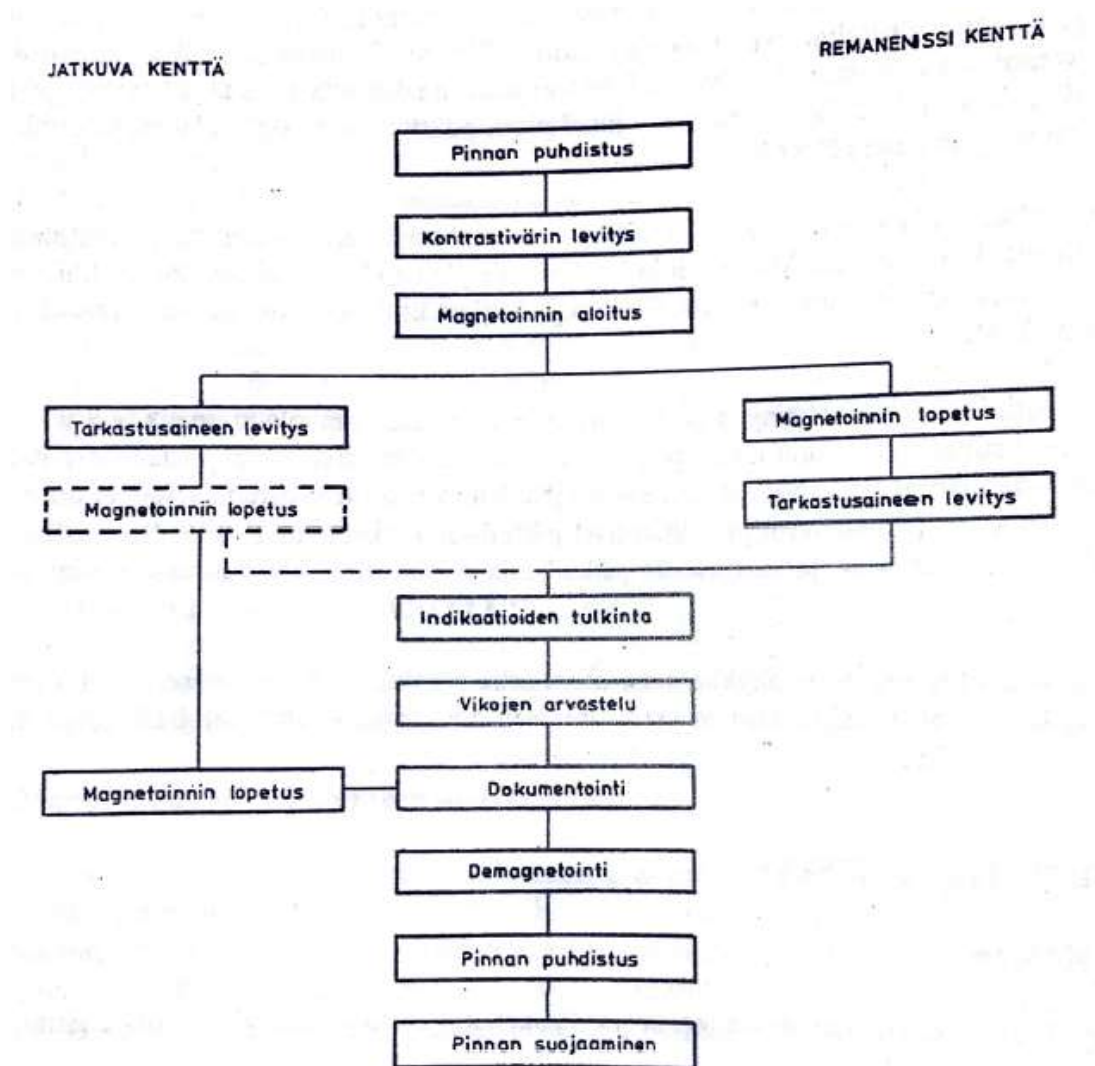 JATKUVA KENTTÄ
REMANENISSI KENTTÄ
Pinnan puhdistus
Kontrastivärin levitys
Magnetoinnin aloitus
Tarkastusaineen levitys
Magnetoinnin lopetus
Magnetoinnin lopetus
Tarkastusaineen levitys
Indikaatioiden tulkinta
Vikojen arvostelu
Magnetoinnin lopetus
Dokumentointi
Demagnetointi
Pinnan puhdistus
Pinnan suojaaminen